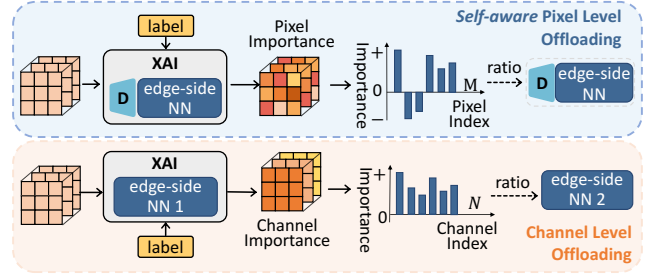 Self-aware Pixel Level
Offloading
label
XAI
D
edge-side
NN
Pixel
Importance
Importance
+
0
−
M
Pixel
Index
ratio
D
edge-side
NN
XAI
edge-side
NN 1
label
Channel
Importance
Importance
+
0
N
Channel
Index
ratio
edge-side
NN 2
Channel Level
Offloading